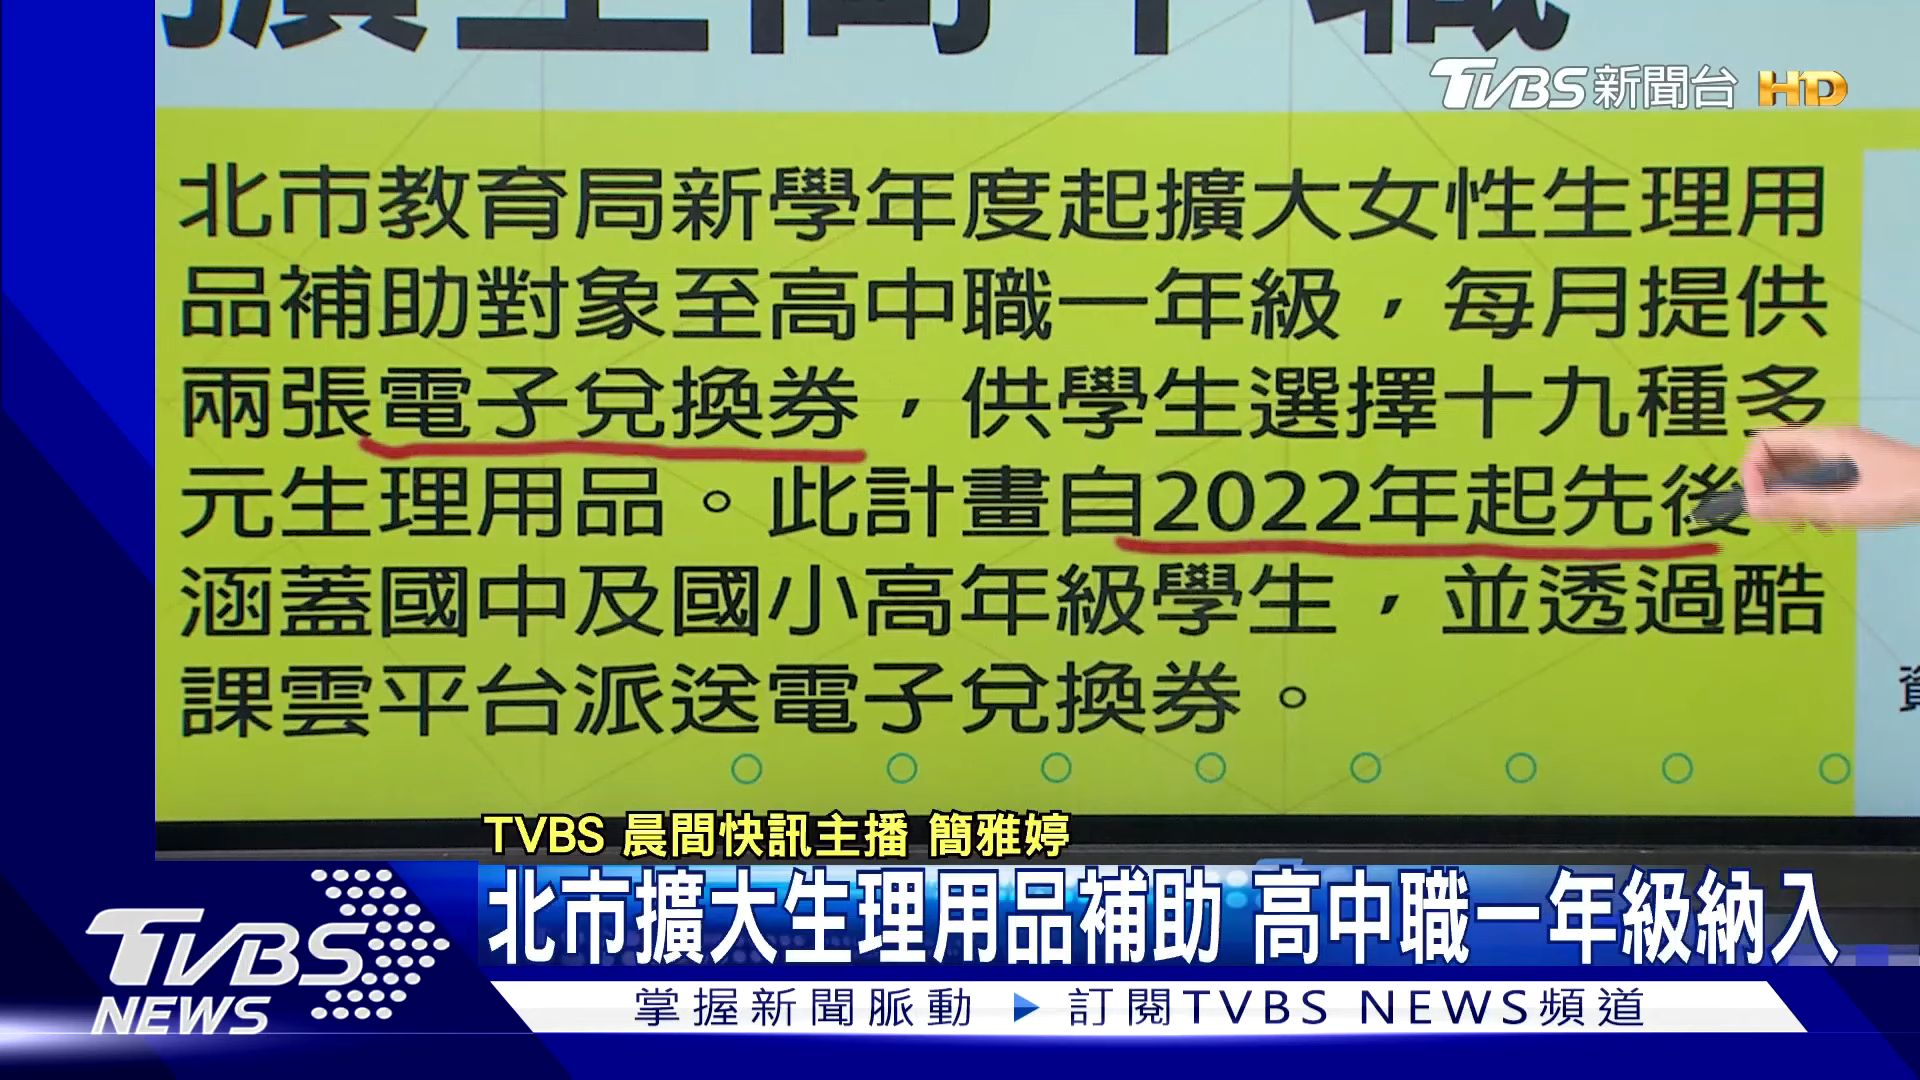 擴至高中職
TVBS新聞台 HD
北市教育局新學年度起擴大女性生理用
品補助對象至高中職一年級，每月提供
兩張電子兌換券，供學生選擇十九種多
元生理用品。此計畫自2022年起先後
涵蓋國中及國小高年級學生，並透過酷
課雲平台派送電子兌換券。
資
TVBS 晨間快訊主播 簡雅婷
北市擴大生理用品補助 高中職一年級納入
TVBS
NEWS
掌握新聞脈動 ▶ 訂閱TVBS NEWS頻道